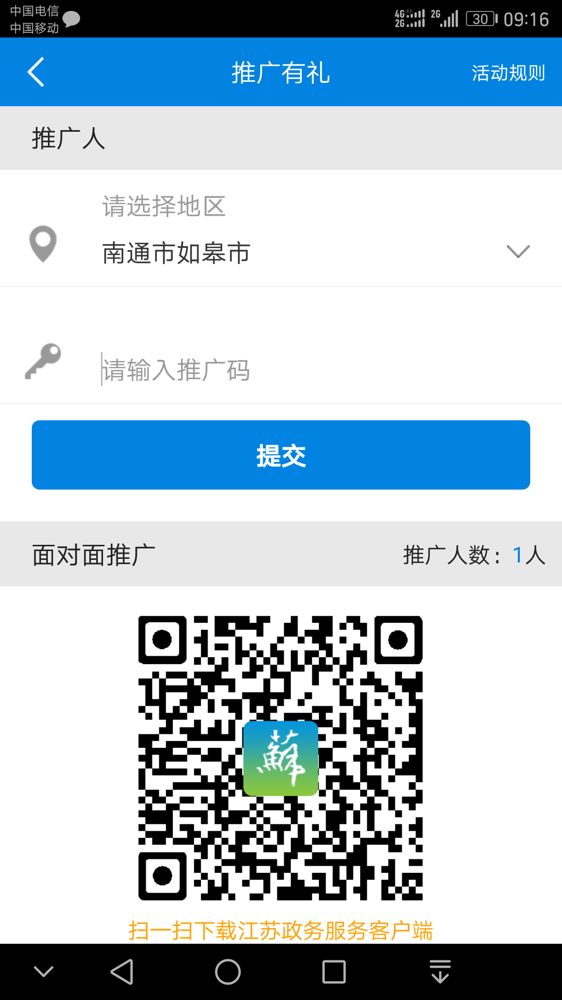 中国电信
中国移动
4G
2G
2G
30
09:16
推广有礼
活动规则
推广人
请选择地区
南通市如皋市
请输入推广码
提交
面对面推广
推广人数：1人
蘇
扫一扫下载江苏政务服务客户端